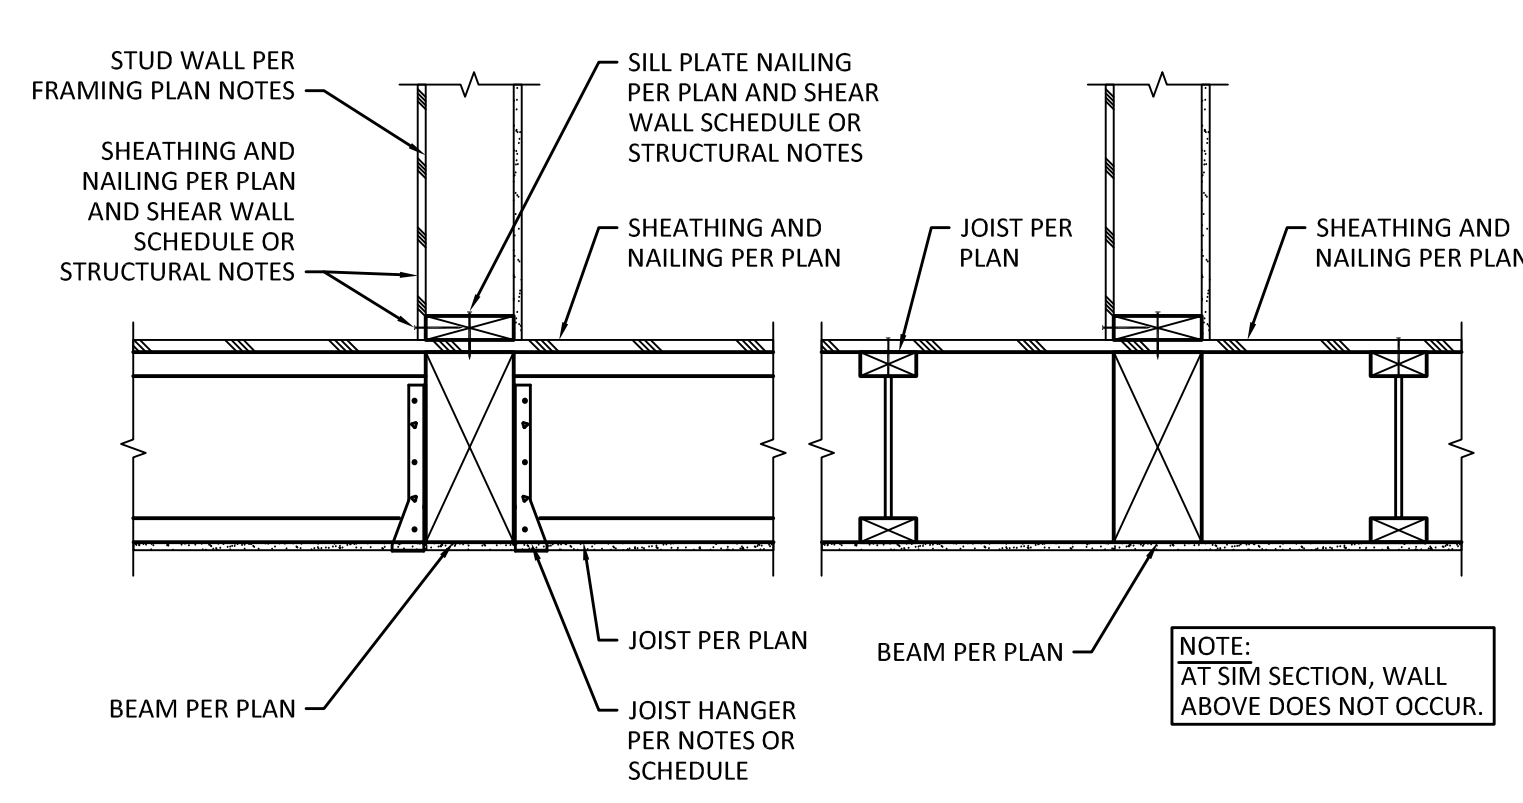 STUD WALL PER
FRAMING PLAN NOTES
SHEATHING AND
NAILING PER PLAN
AND SHEAR WALL
SCHEDULE OR
STRUCTURAL NOTES
SILL PLATE NAILING
PER PLAN AND SHEAR
WALL SCHEDULE OR
STRUCTURAL NOTES
SHEATHING AND
NAILING PER PLAN
JOIST PER
PLAN
SHEATHING AND
NAILING PER PLAN
BEAM PER PLAN
JOIST PER PLAN
JOIST HANGER
PER NOTES OR
SCHEDULE
BEAM PER PLAN
NOTE:
AT SIM SECTION, WALL
ABOVE DOES NOT OCCUR.